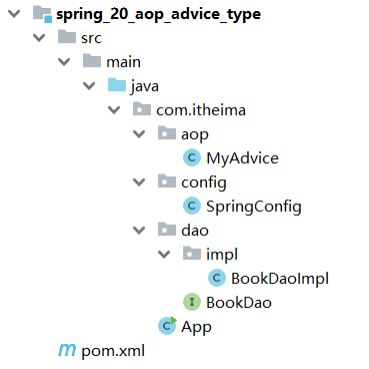 spring_20_aop_advice_type
src
main
java
com.itheima
aop
C MyAdvice
config
C SpringConfig
dao
impl
C BookDaoImpl
I BookDao
C App
m pom.xml